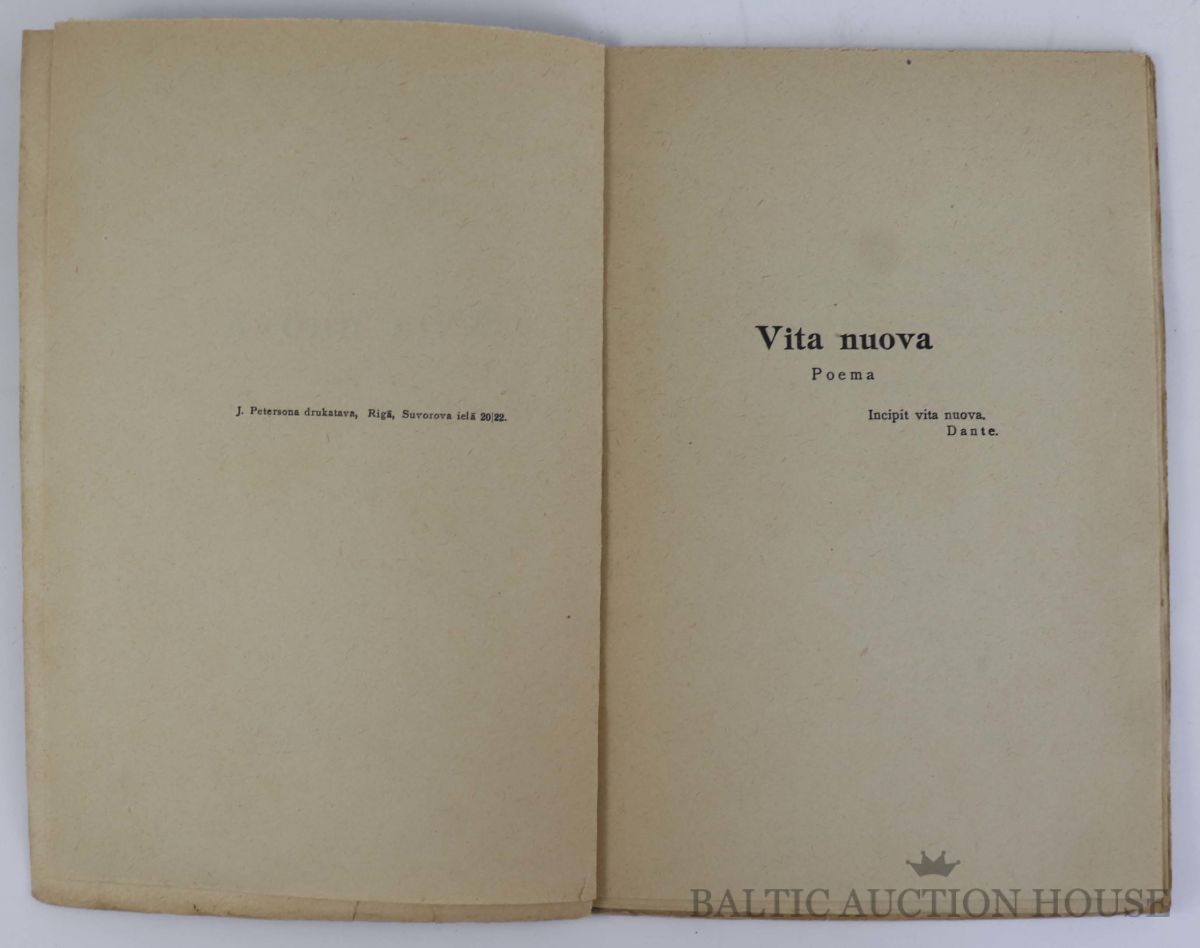 J. Petersona drukatava, Rigā, Suvorova ielā 20|22.
Vita nuova
Poema
Incipit vita nuova.
Dante.
BALTIC AUCTION HOUSE